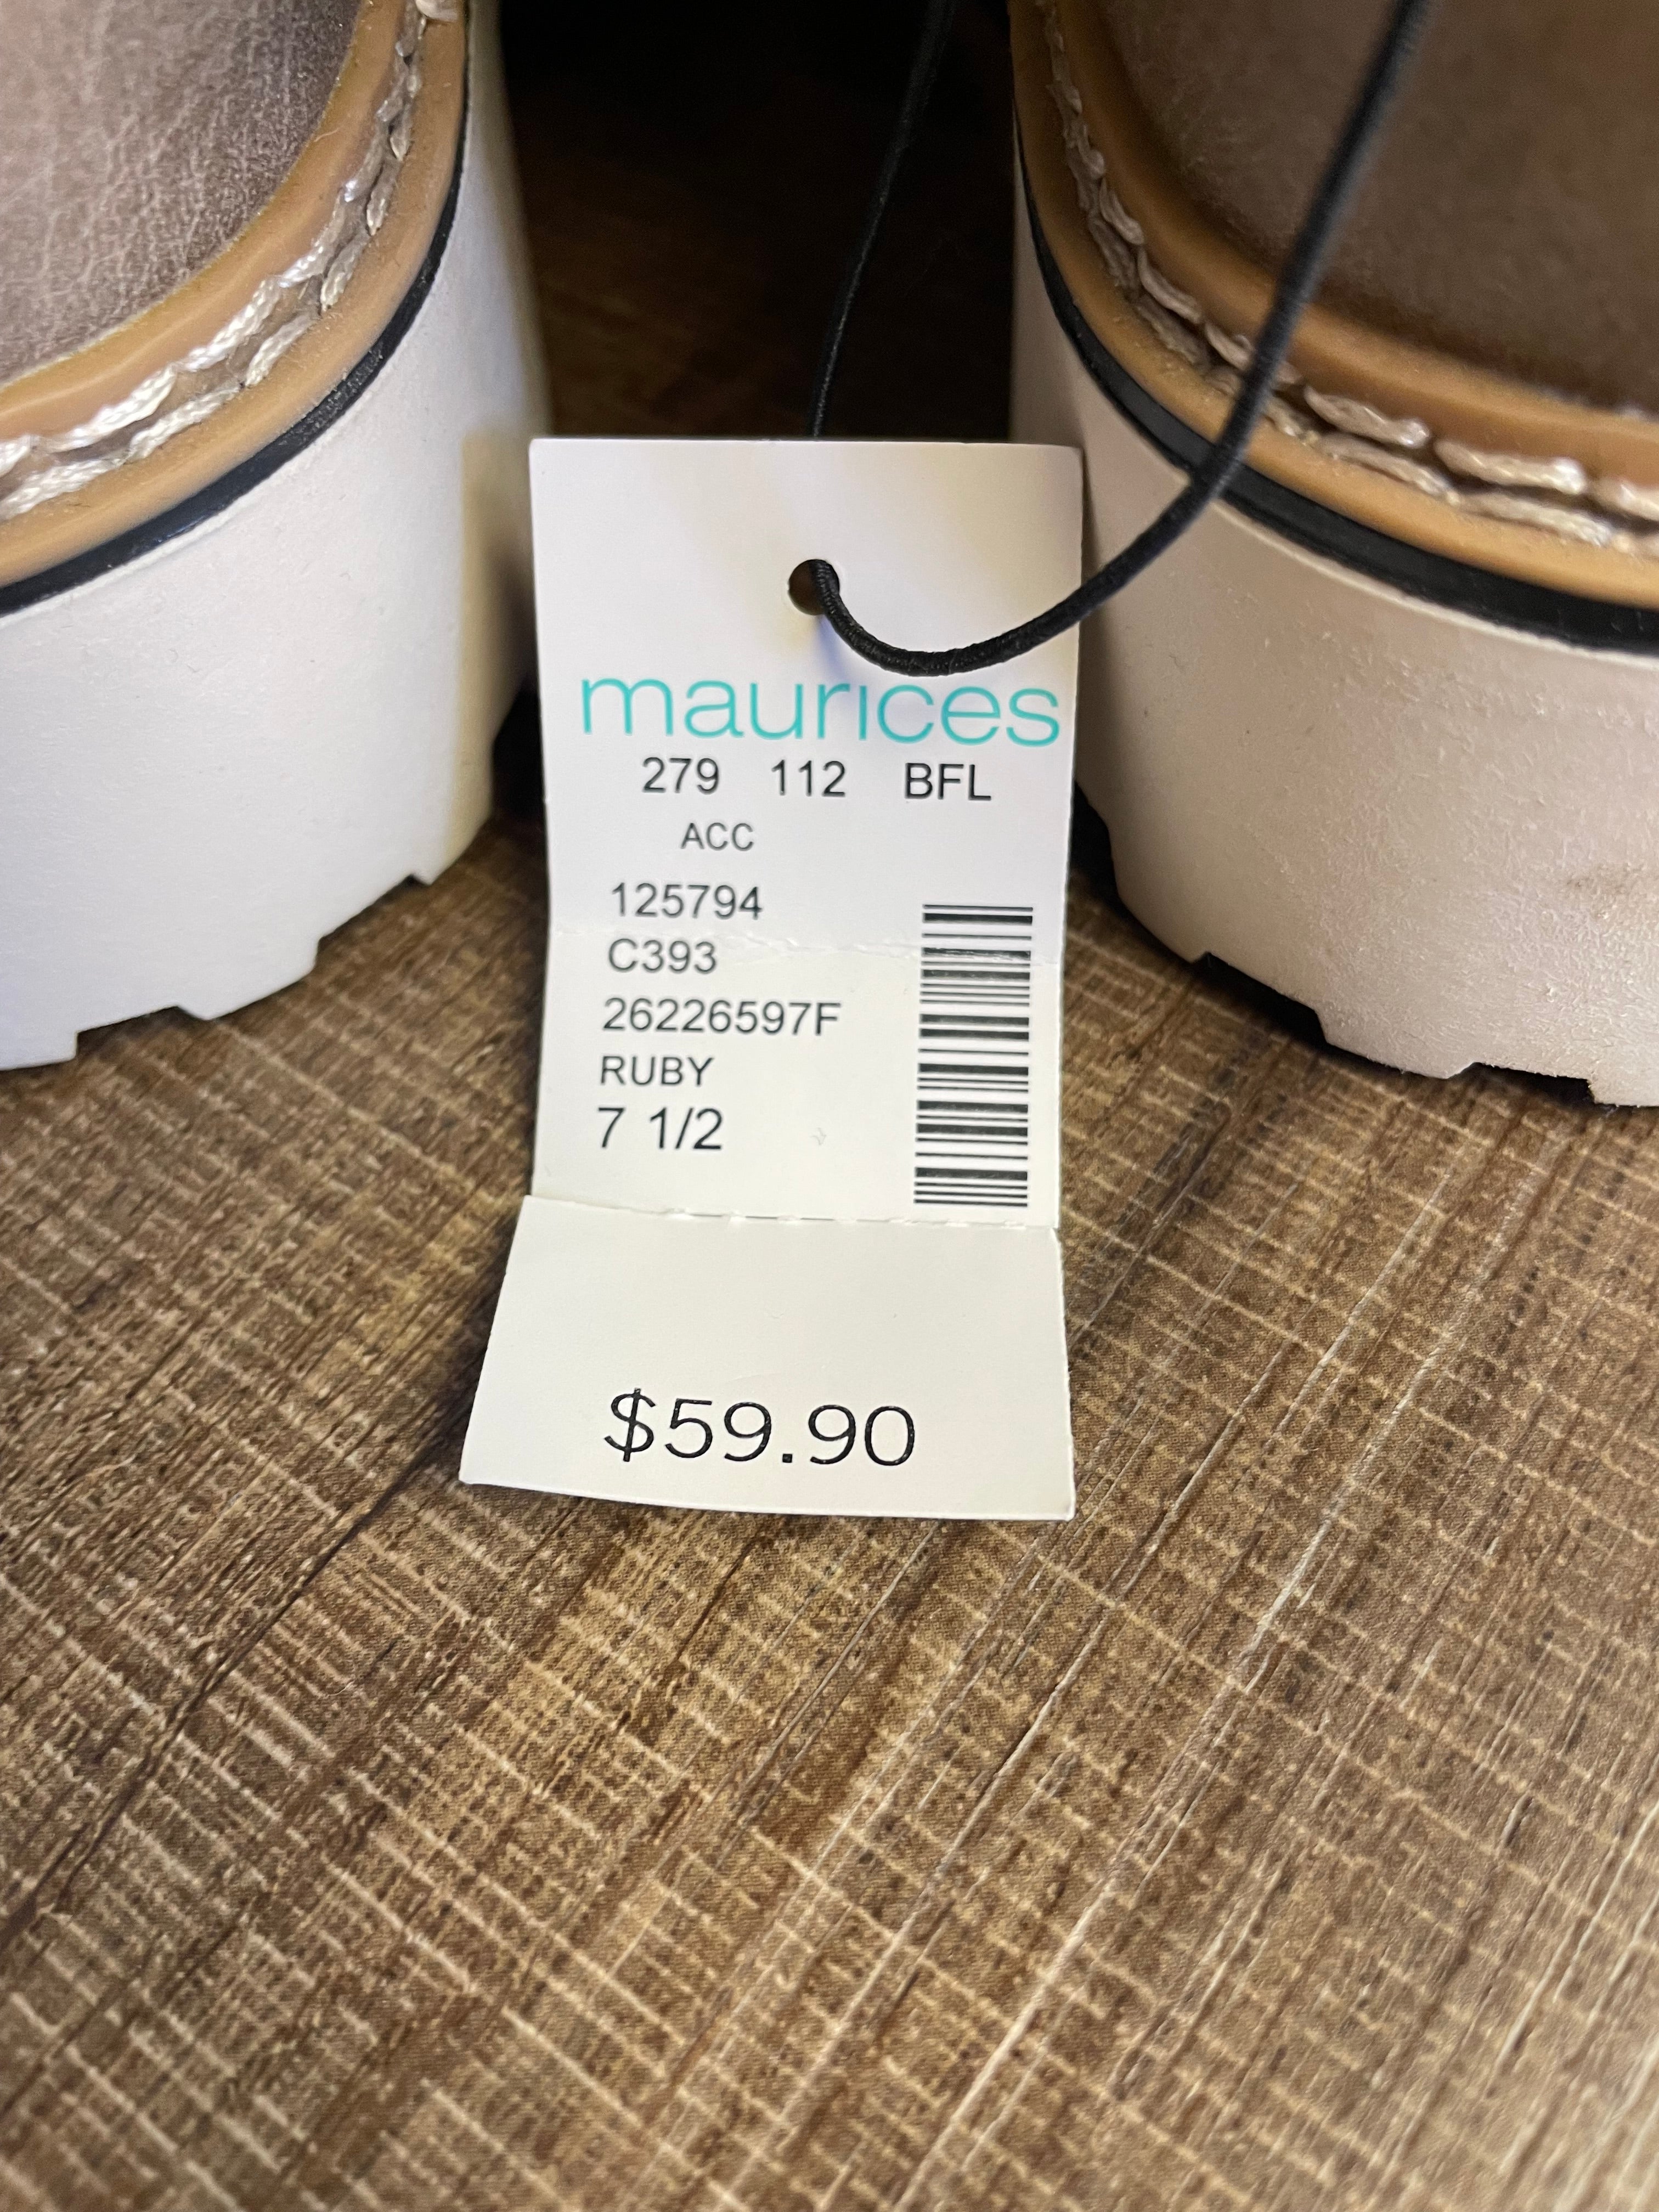 maurices
279 112 BFL
ACC
125794
C393
26226597F
RUBY
7 1/2
$59.90